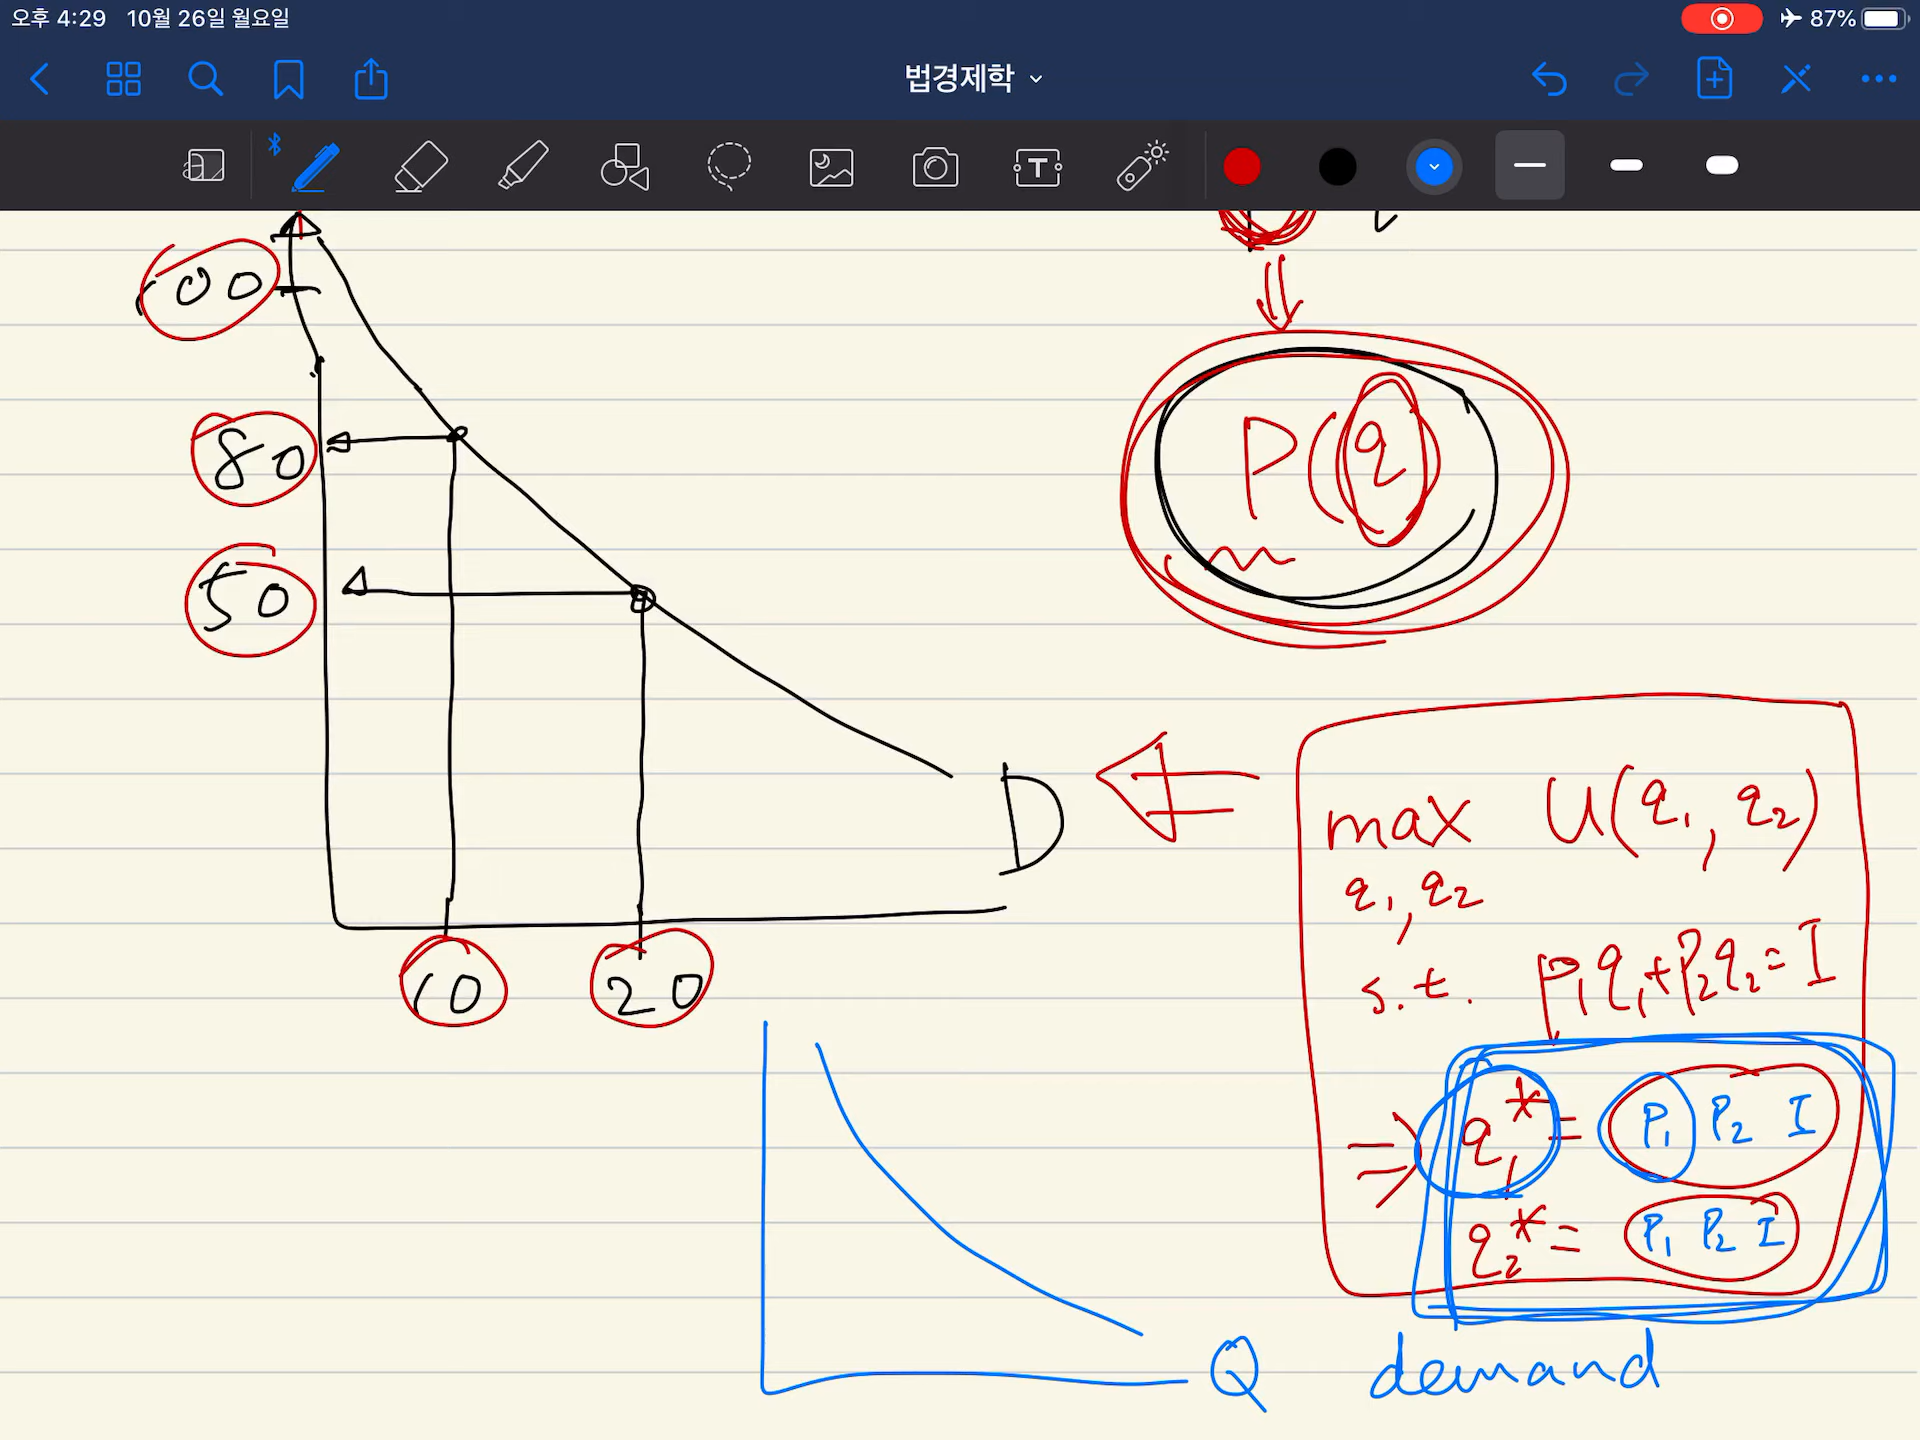 오후 4:29 10월 26일 월요일
87%
법경제학
T
100
80
50
10
20
D
P(q)
max U(q1, q2)
q1, q2
s.t. P1q1+P2q2=I
⇒ q1* = P1 P2 I
q2* = P1 P2 I
Q
demand